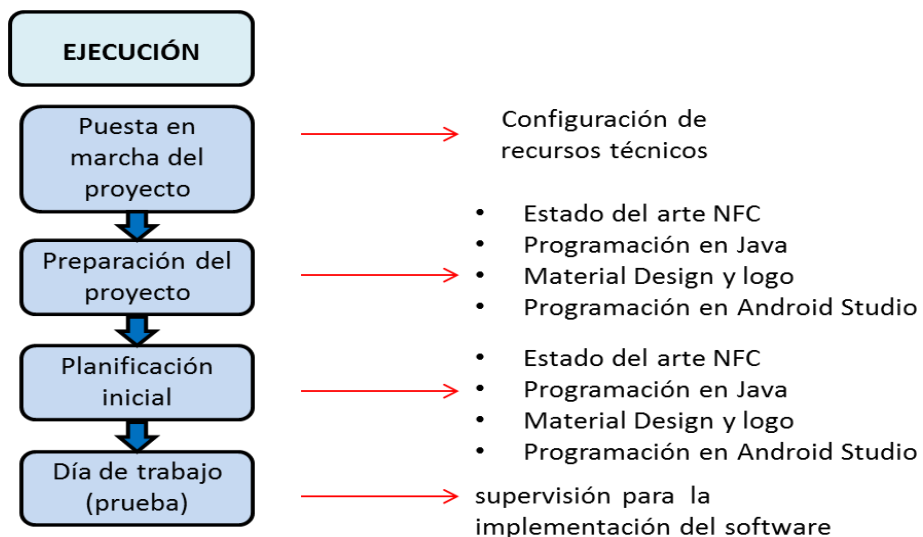 EJECUCIÓN
Puesta en
marcha del
proyecto
Configuración de
recursos técnicos
Preparación del
proyecto
• Estado del arte NFC
• Programación en Java
• Material Design y logo
• Programación en Android Studio
Planificación
inicial
• Estado del arte NFC
• Programación en Java
• Material Design y logo
• Programación en Android Studio
Día de trabajo
(prueba)
supervisión para la
implementación del software